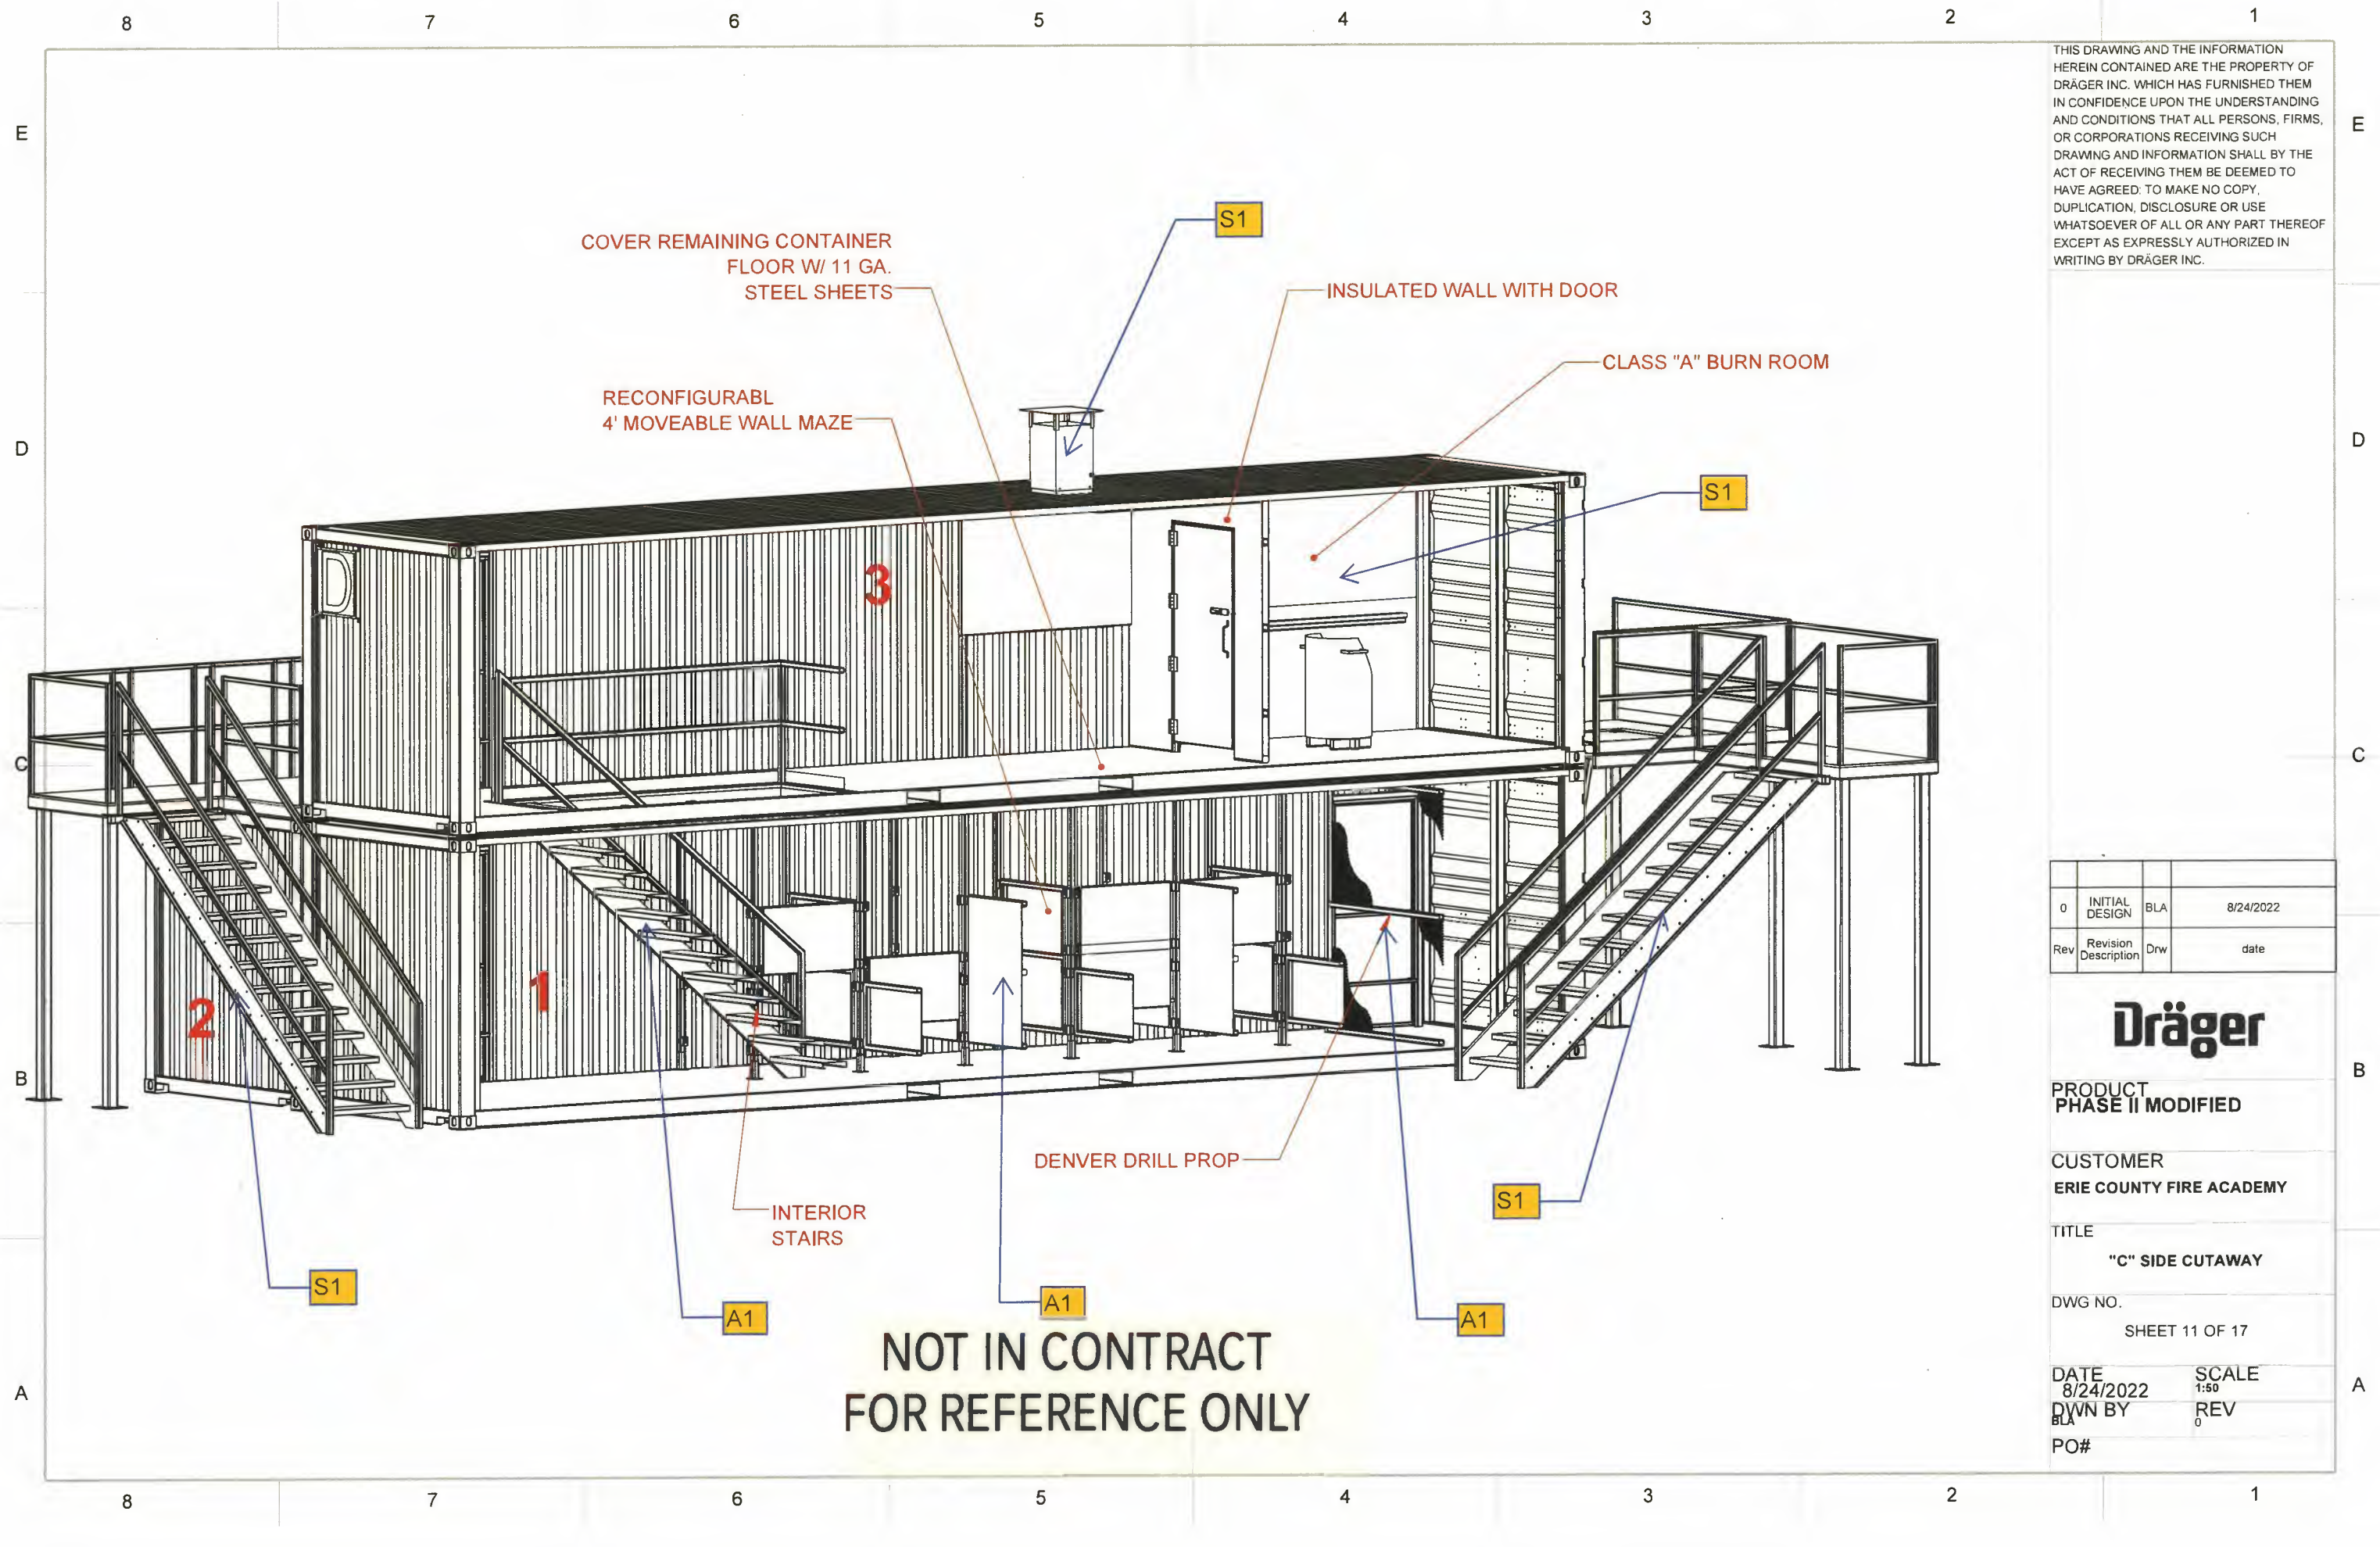 8 7 6 5 4 3 2 1
E
D
C
B
A
THIS DRAWING AND THE INFORMATION
HEREIN CONTAINED ARE THE PROPERTY OF
DRÄGER INC. WHICH HAS FURNISHED THEM
IN CONFIDENCE UPON THE UNDERSTANDING
AND CONDITIONS THAT ALL PERSONS, FIRMS,
OR CORPORATIONS RECEIVING SUCH
DRAWING AND INFORMATION SHALL BY THE
ACT OF RECEIVING THEM BE DEEMED TO
HAVE AGREED: TO MAKE NO COPY,
DUPLICATION, DISCLOSURE OR USE
WHATSOEVER OF ALL OR ANY PART THEREOF
EXCEPT AS EXPRESSLY AUTHORIZED IN
WRITING BY DRÄGER INC.
E
D
C
B
A
S1
COVER REMAINING CONTAINER
FLOOR W/ 11 GA.
STEEL SHEETS
INSULATED WALL WITH DOOR
CLASS "A" BURN ROOM
RECONFIGURABL
4' MOVEABLE WALL MAZE
S1
3
1
2
DENVER DRILL PROP
INTERIOR
STAIRS
S1
S1
A1
A1
A1
NOT IN CONTRACT
FOR REFERENCE ONLY
0 INITIAL DESIGN BLA 8/24/2022
Rev Revision Description Drw date
Dräger
PRODUCT
PHASE II MODIFIED
CUSTOMER
ERIE COUNTY FIRE ACADEMY
TITLE
"C" SIDE CUTAWAY
DWG NO.
SHEET 11 OF 17
DATE SCALE
8/24/2022 1:50
DWN BY REV
BLA 0
PO#
8 7 6 5 4 3 2 1